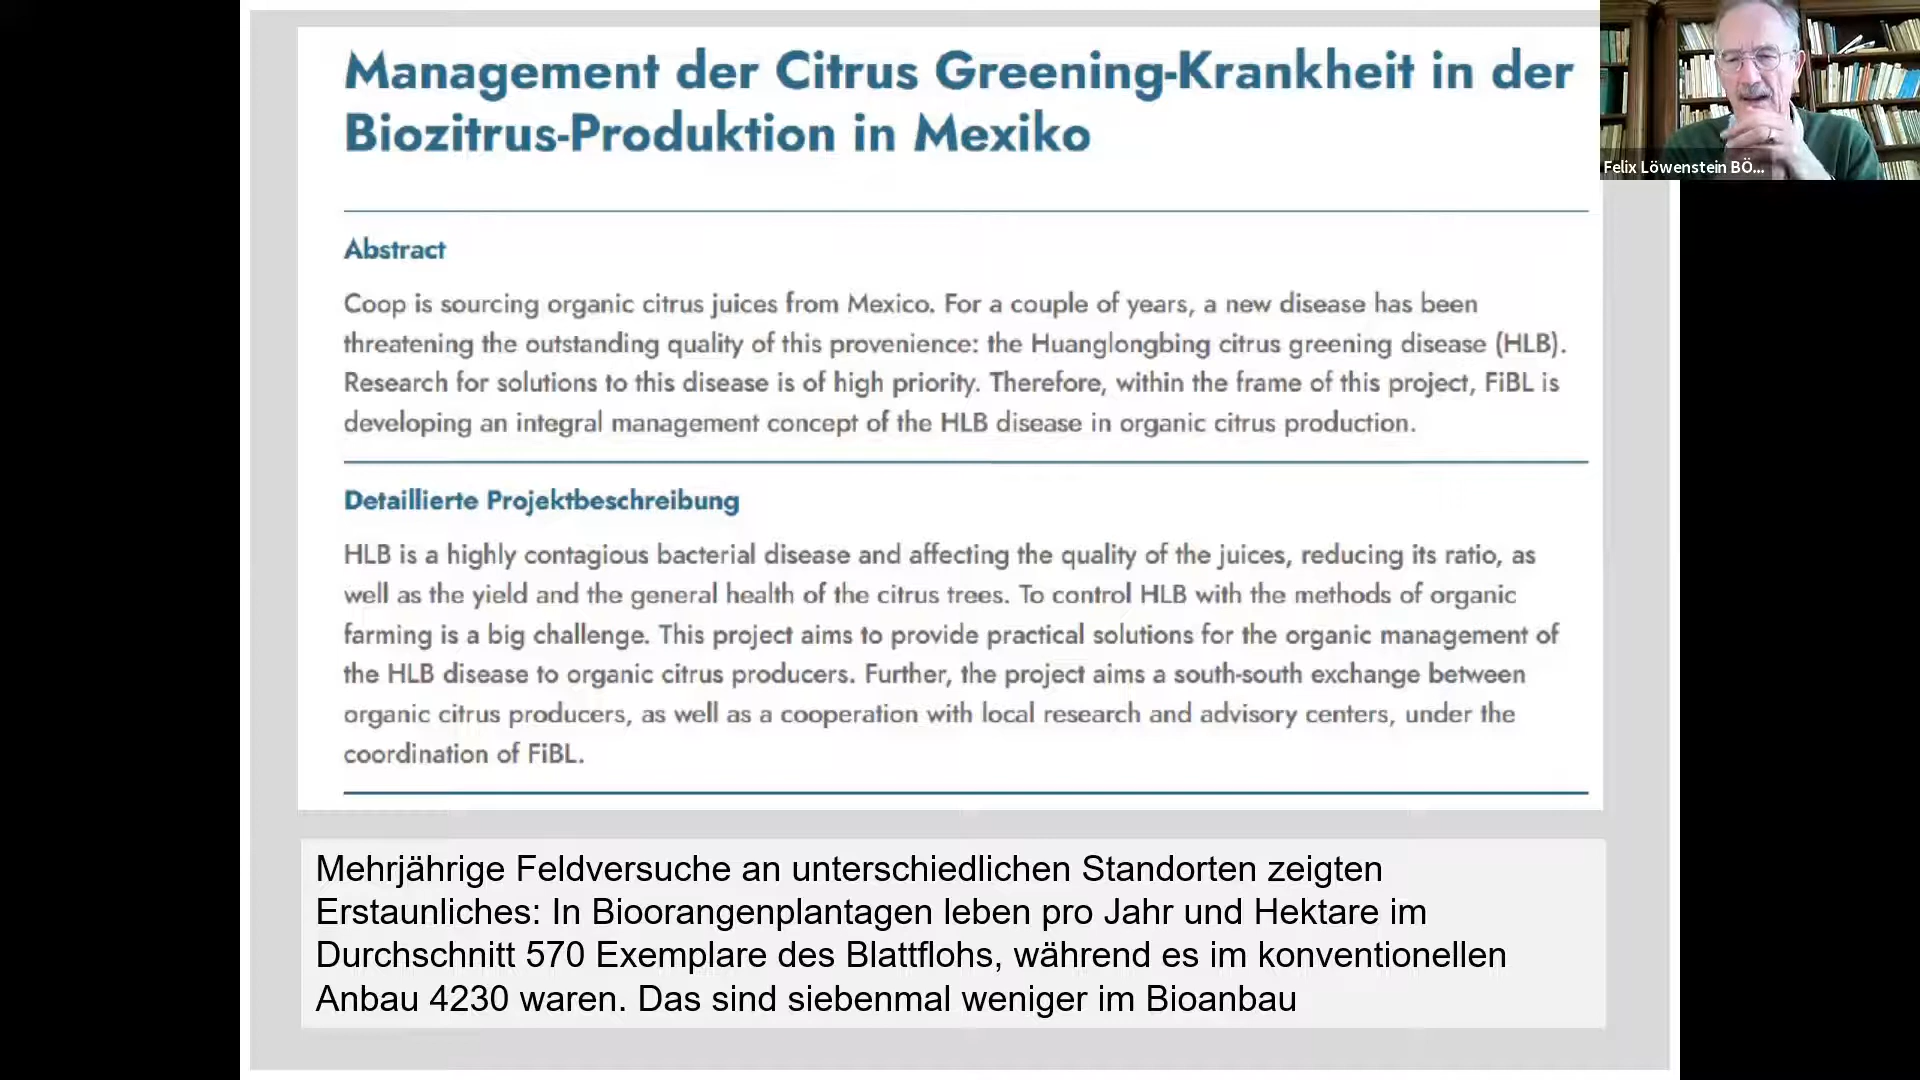 Management der Citrus Greening-Krankheit in der
Biozitrus-Produktion in Mexiko
Felix Löwenstein BÖ...
Abstract
Coop is sourcing organic citrus juices from Mexico. For a couple of years, a new disease has been
threatening the outstanding quality of this provenience: the Huanglongbing citrus greening disease (HLB).
Research for solutions to this disease is of high priority. Therefore, within the frame of this project, FiBL is
developing an integral management concept of the HLB disease in organic citrus production.
Detaillierte Projektbeschreibung
HLB is a highly contagious bacterial disease and affecting the quality of the juices, reducing its ratio, as
well as the yield and the general health of the citrus trees. To control HLB with the methods of organic
farming is a big challenge. This project aims to provide practical solutions for the organic management of
the HLB disease to organic citrus producers. Further, the project aims a south-south exchange between
organic citrus producers, as well as a cooperation with local research and advisory centers, under the
coordination of FiBL.
Mehrjährige Feldversuche an unterschiedlichen Standorten zeigten
Erstaunliches: In Bioorangenplantagen leben pro Jahr und Hektare im
Durchschnitt 570 Exemplare des Blattflohs, während es im konventionellen
Anbau 4230 waren. Das sind siebenmal weniger im Bioanbau